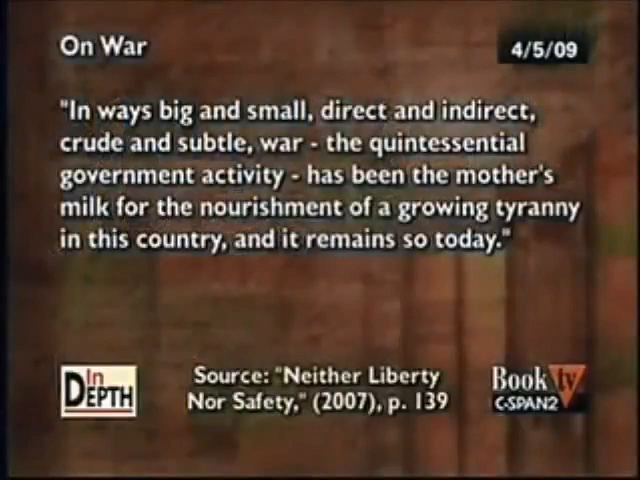 On War
4/5/09
"In ways big and small, direct and indirect,
crude and subtle, war - the quintessential
government activity - has been the mother's
milk for the nourishment of a growing tyranny
in this country, and it remains so today."
In
DEPTH
Source: "Neither Liberty
Nor Safety," (2007), p. 139
Book tv
C-SPAN2